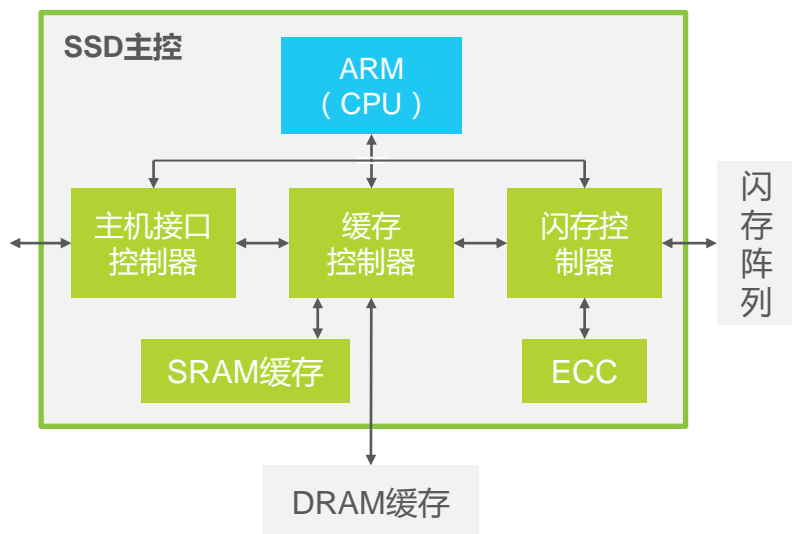 SSD主控
ARM
（CPU）
主机接口
控制器
缓存
控制器
闪存控
制器
闪
存
阵
列
SRAM缓存
ECC
DRAM缓存